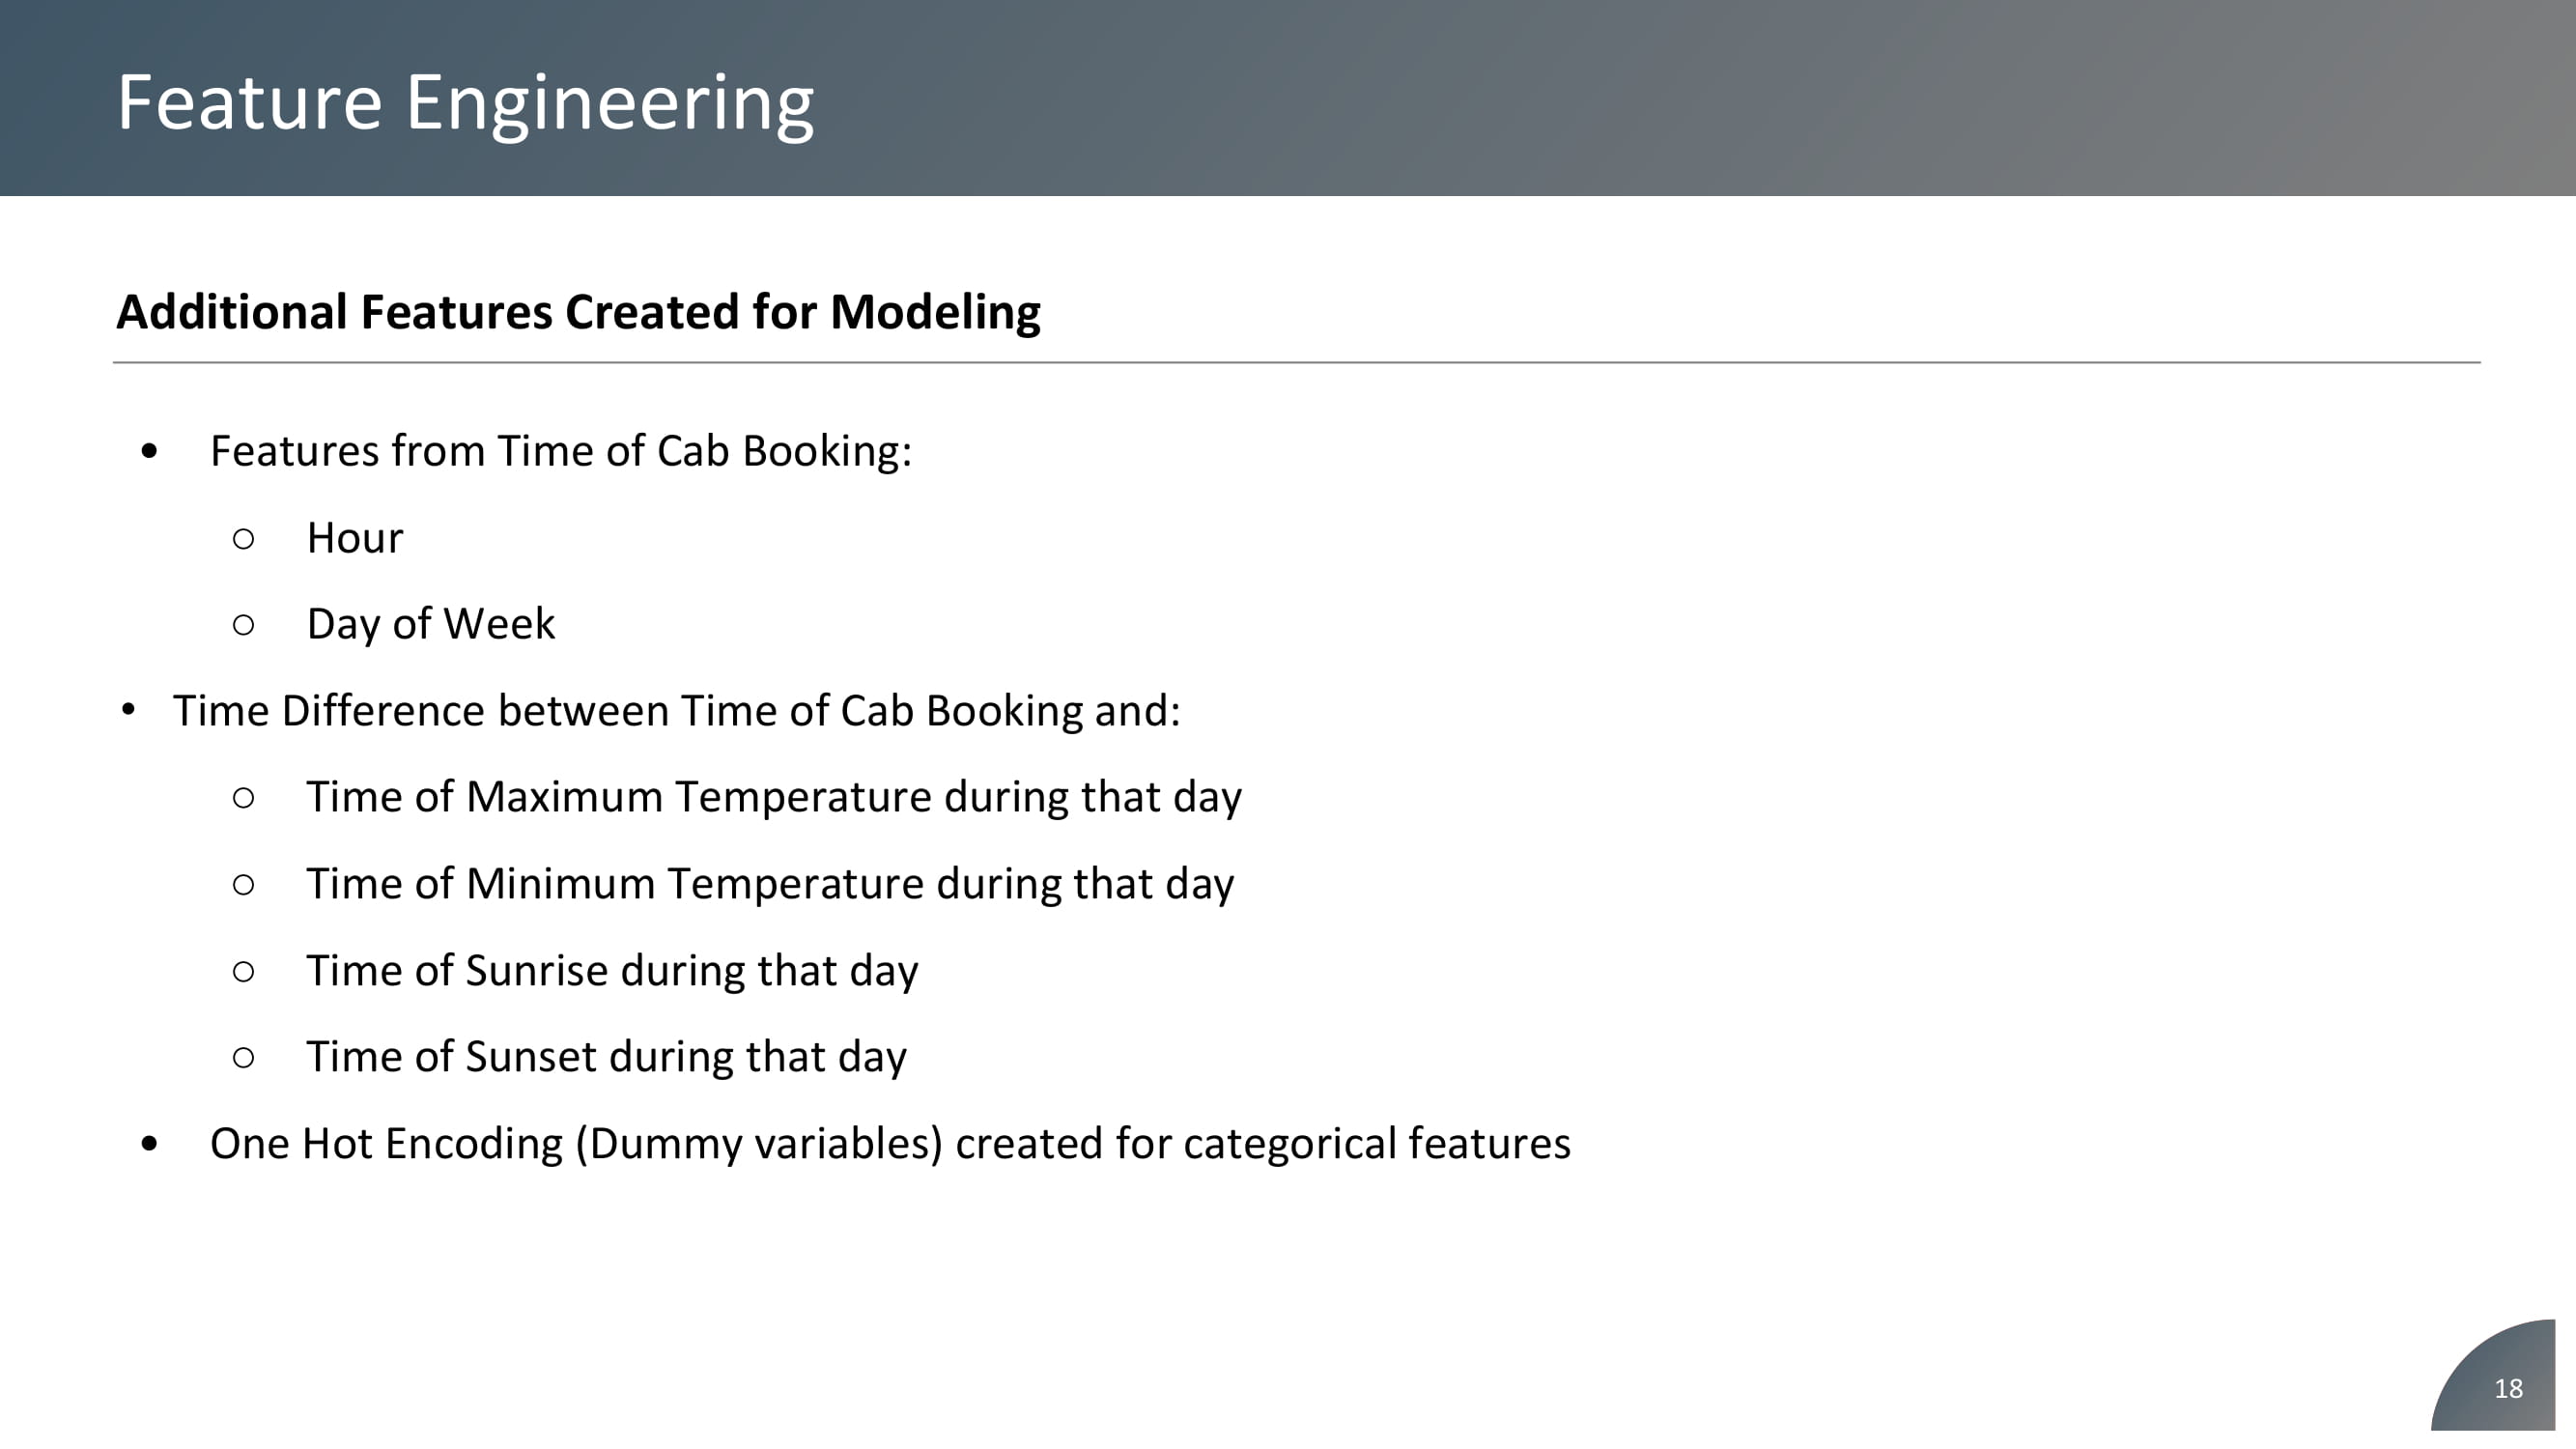 Feature Engineering
Additional Features Created for Modeling
• Features from Time of Cab Booking:
○ Hour
○ Day of Week
• Time Difference between Time of Cab Booking and:
○ Time of Maximum Temperature during that day
○ Time of Minimum Temperature during that day
○ Time of Sunrise during that day
○ Time of Sunset during that day
• One Hot Encoding (Dummy variables) created for categorical features
18